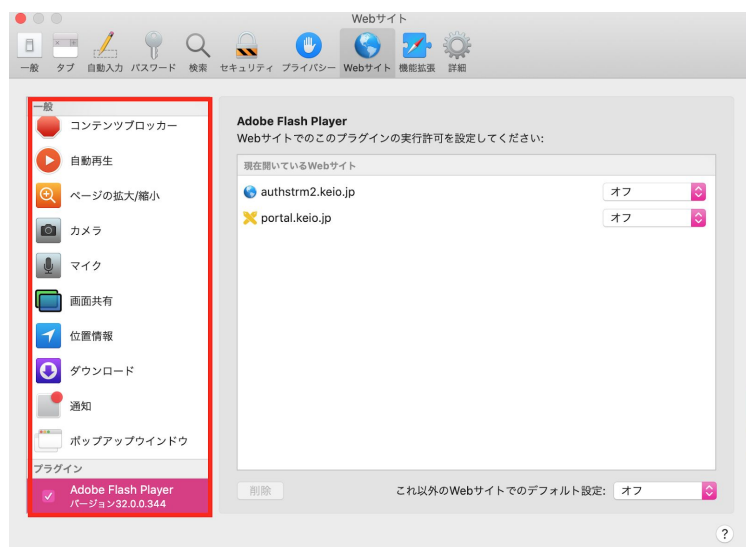 Webサイト
一般 タブ 自動入力 パスワード 検索 セキュリティ プライバシー Webサイト 機能拡張 詳細
一般
コンテンツブロッカー
自動再生
ページの拡大/縮小
カメラ
マイク
画面共有
位置情報
ダウンロード
通知
ポップアップウインドウ
プラグイン
Adobe Flash Player
バージョン32.0.0.344
Adobe Flash Player
Webサイトでのこのプラグインの実行許可を設定してください:
現在開いているWebサイト
authstrm2.keio.jp オフ
portal.keio.jp オフ
削除 これ以外のWebサイトでのデフォルト設定: オフ
?